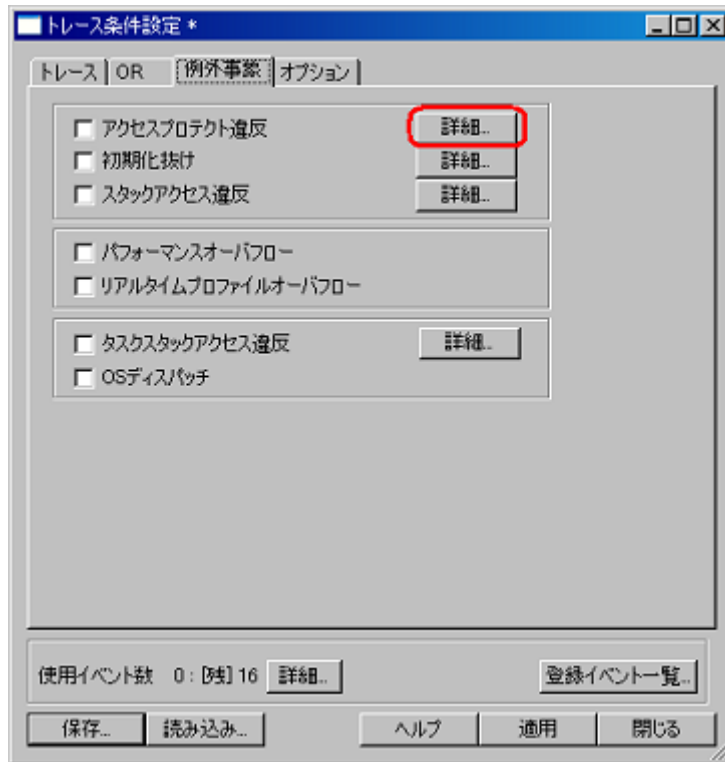 トレース条件設定 *
トレース OR 例外事象 オプション
アクセスプロテクト違反 詳細...
初期化抜け 詳細...
スタックアクセス違反 詳細...
パフォーマンスオーバフロー
リアルタイムプロファイルオーバフロー
タスクスタックアクセス違反 詳細...
OSディスパッチ
使用イベント数 0 : [残] 16 詳細... 登録イベント一覧...
保存... 読み込み... ヘルプ 適用 閉じる